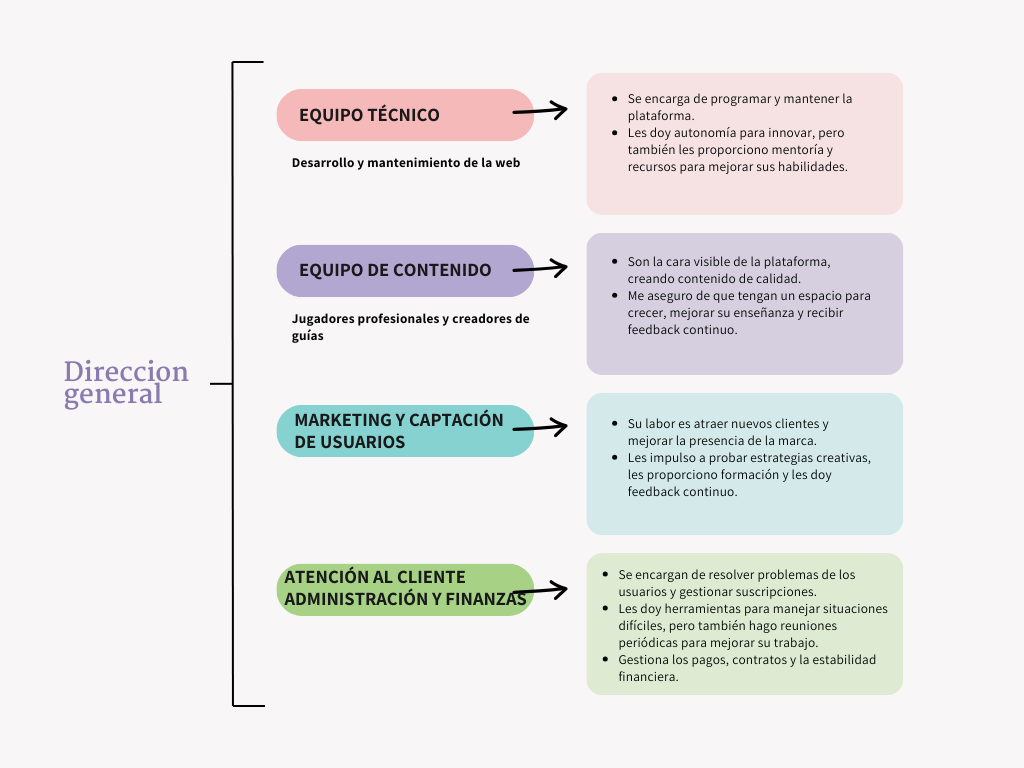 Direccion
general
EQUIPO TÉCNICO
Desarrollo y mantenimiento de la web
• Se encarga de programar y mantener la
plataforma.
• Les doy autonomía para innovar, pero
también les proporciono mentoría y
recursos para mejorar sus habilidades.
EQUIPO DE CONTENIDO
Jugadores profesionales y creadores de
guías
• Son la cara visible de la plataforma,
creando contenido de calidad.
• Me aseguro de que tengan un espacio para
crecer, mejorar su enseñanza y recibir
feedback continuo.
MARKETING Y CAPTACIÓN
DE USUARIOS
• Su labor es atraer nuevos clientes y
mejorar la presencia de la marca.
• Les impulso a probar estrategias creativas,
les proporciono formación y les doy
feedback continuo.
ATENCIÓN AL CLIENTE
ADMINISTRACIÓN Y FINANZAS
• Se encargan de resolver problemas de los
usuarios y gestionar suscripciones.
• Les doy herramientas para manejar situaciones
difíciles, pero también hago reuniones
periódicas para mejorar su trabajo.
• Gestiona los pagos, contratos y la estabilidad
financiera.